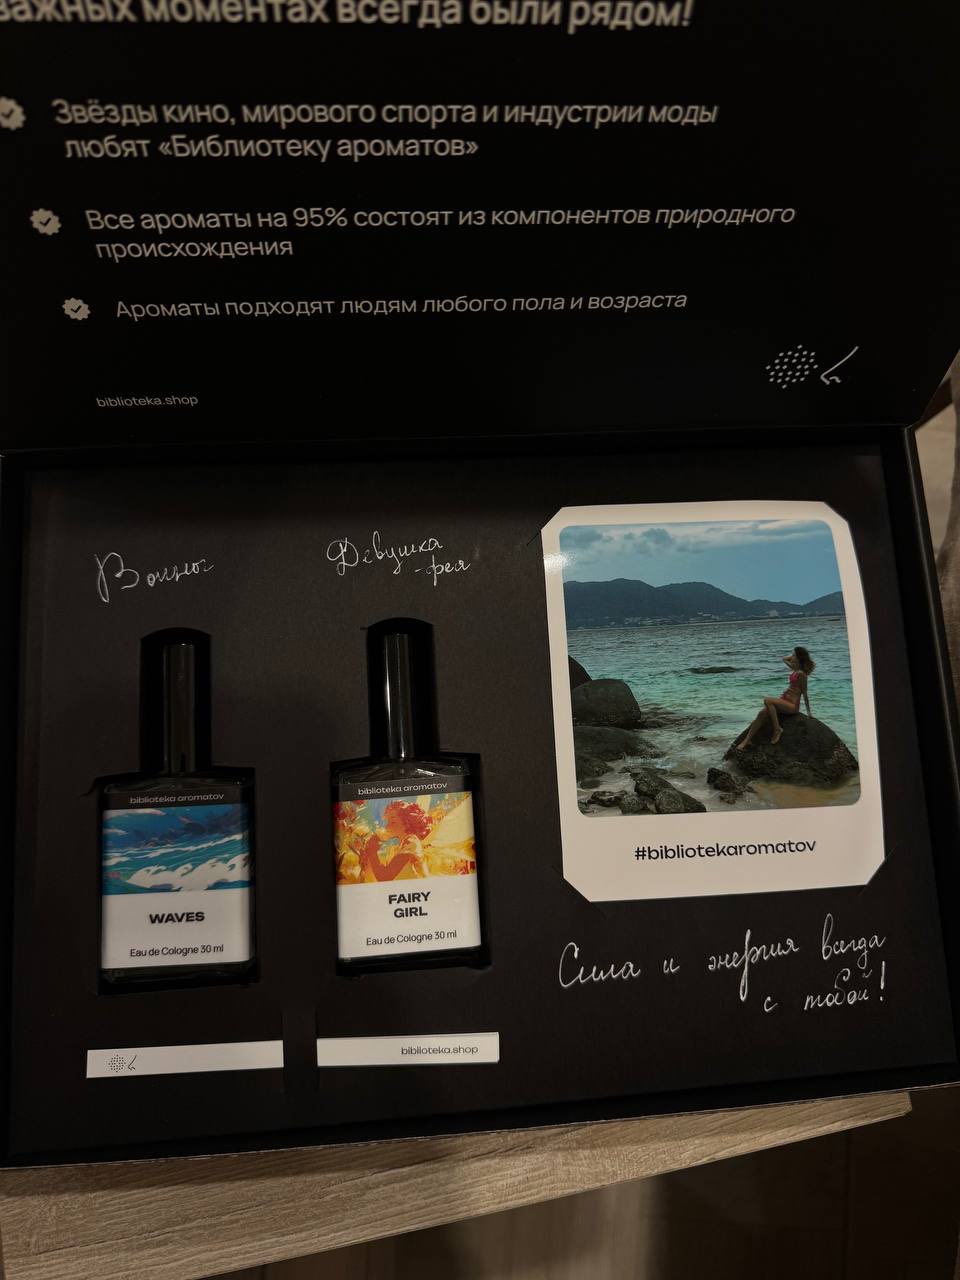 важных моментах всегда были рядом!
Звёзды кино, мирового спорта и индустрии моды
любят «Библиотеку ароматов»
Все ароматы на 95% состоят из компонентов природного
происхождения
Ароматы подходят людям любого пола и возраста
biblioteka.shop
Волны
Девушка
-фея
biblioteka aromatov
WAVES
Eau de Cologne 30 ml
biblioteka aromatov
FAIRY
GIRL
Eau de Cologne 30 ml
#bibliotekaromatov
Сила и энергия всегда
с тобой!
biblioteka.shop